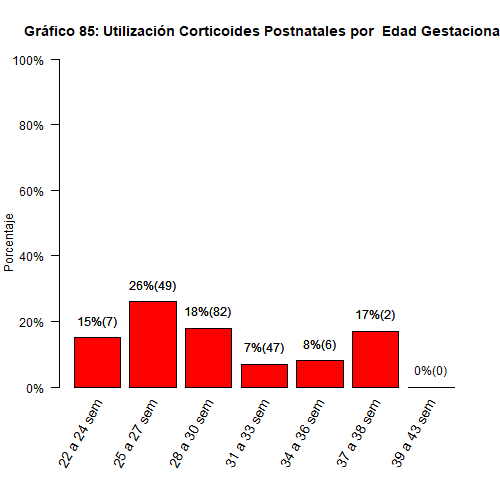 Gráfico 85: Utilización Corticoides Postnatales por  Edad Gestaciona
100%
80%
60%
40%
20%
0%
Porcentaje
15%(7)
26%(49)
18%(82)
7%(47)
8%(6)
17%(2)
0%(0)
22 a 24 sem
25 a 27 sem
28 a 30 sem
31 a 33 sem
34 a 36 sem
37 a 38 sem
39 a 43 sem